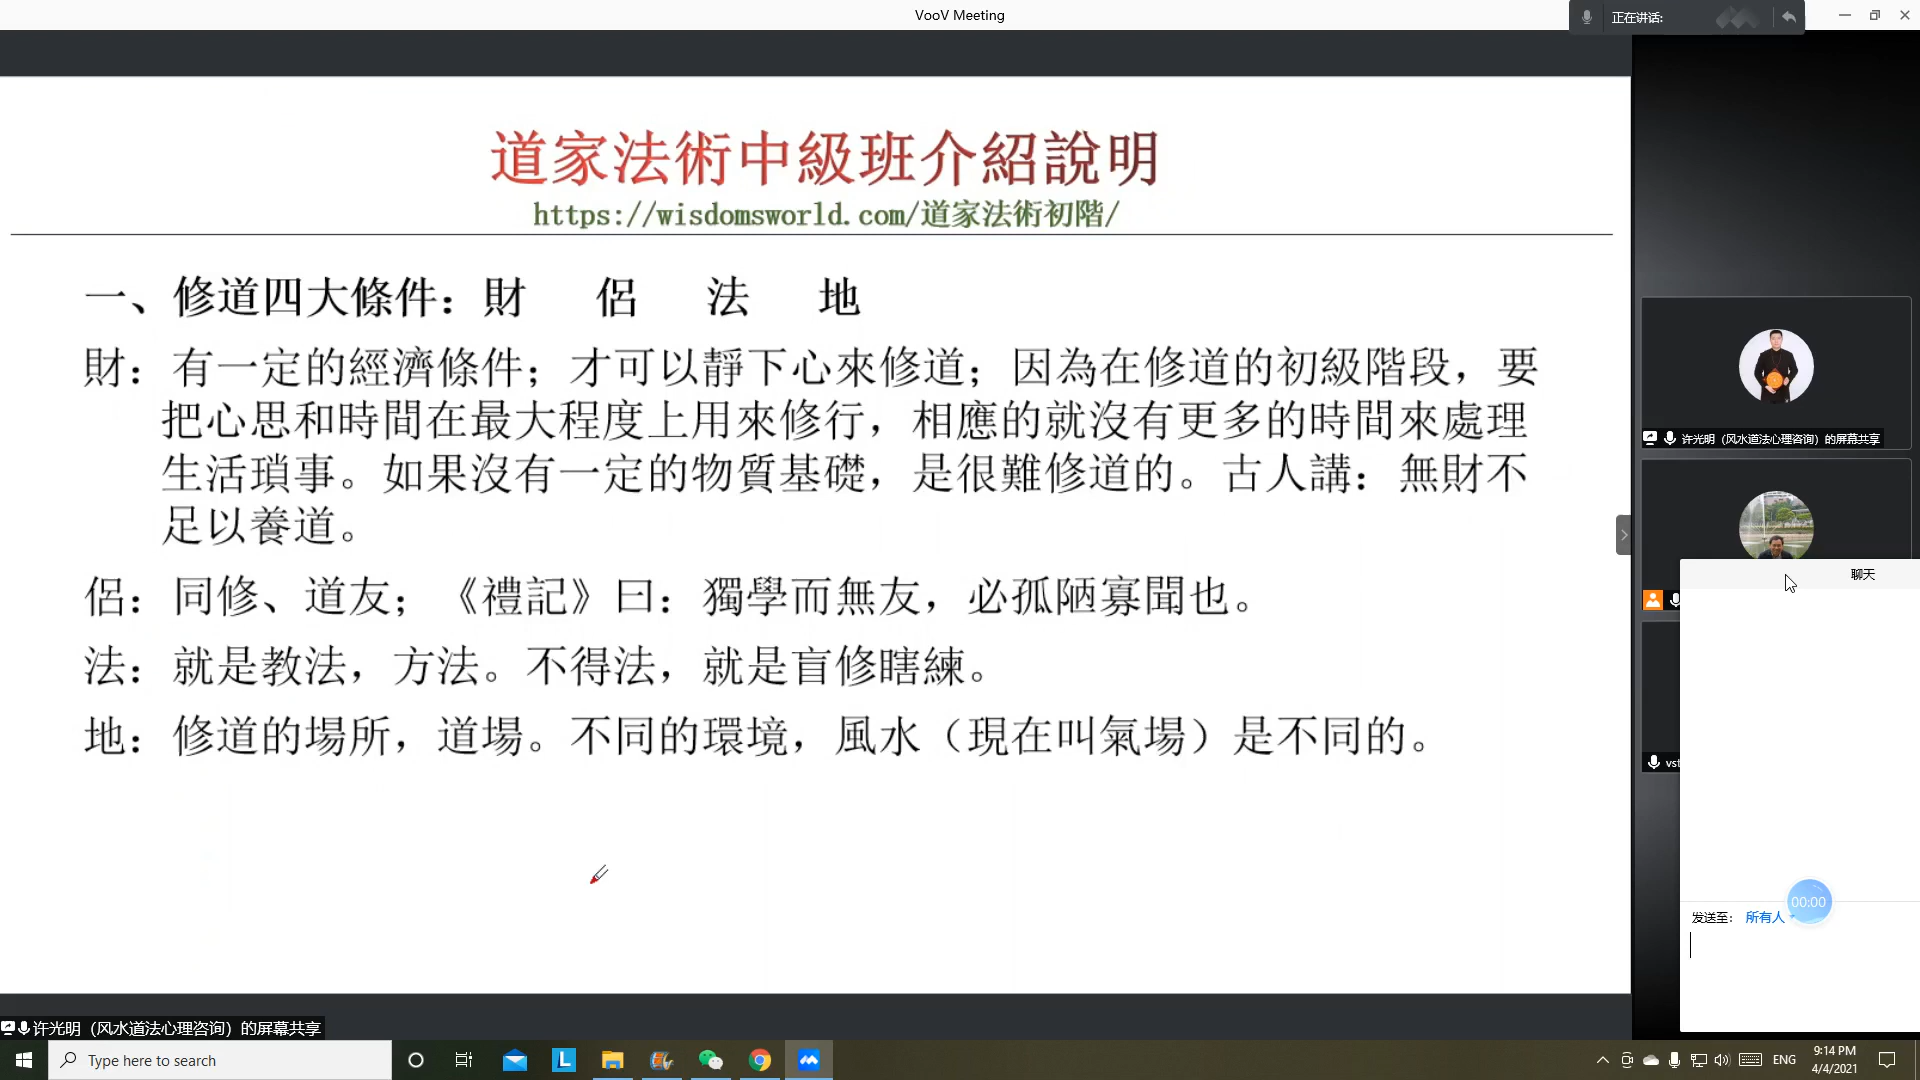 VooV Meeting
正在讲话:
道家法術中級班介紹說明
https://wisdomsworld.com/道家法術初階/
一、修道四大條件：財 侶 法 地
財：有一定的經濟條件；才可以靜下心來修道；因為在修道的初級階段，要
把心思和時間在最大程度上用來修行，相應的就沒有更多的時間來處理
生活瑣事。如果沒有一定的物質基礎，是很難修道的。古人講：無財不
足以養道。
侶：同修、道友；《禮記》曰：獨學而無友，必孤陋寡聞也。
法：就是教法，方法。不得法，就是盲修瞎練。
地：修道的場所，道場。不同的環境，風水（現在叫氣場）是不同的。
许光明（风水道法心理咨询）的屏幕共享
聊天
vst
00:00
发送至: 所有人
许光明（风水道法心理咨询）的屏幕共享
Type here to search
L
ENG
9:14 PM
4/4/2021